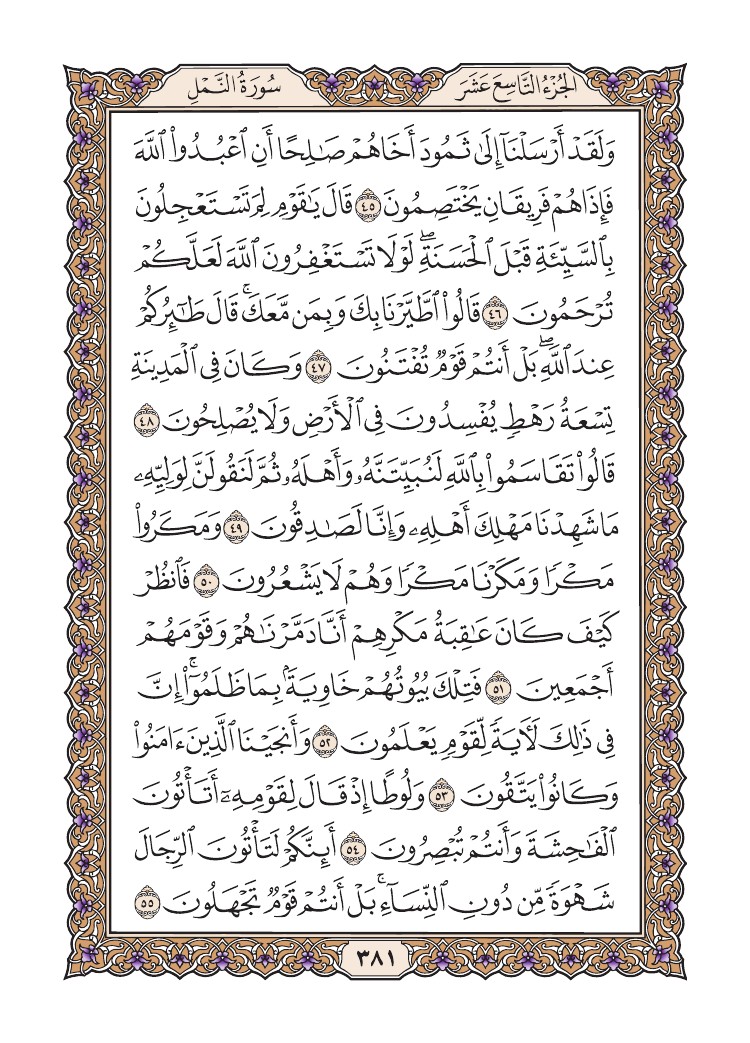 الجُزْءُ التَّاسِعَ عَشَرَ
سُورَةُ النَّمْلِ
وَلَقَدْ أَرْسَلْنَآ إِلَىٰ ثَمُودَ أَخَاهُمْ صَٰلِحًا أَنِ ٱعْبُدُوا۟ ٱللَّهَ
فَإِذَا هُمْ فَرِيقَانِ يَخْتَصِمُونَ ٤٥ قَالَ يَٰقَوْمِ لِمَ تَسْتَعْجِلُونَ
بِٱلسَّيِّئَةِ قَبْلَ ٱلْحَسَنَةِۖ لَوْلَا تَسْتَغْفِرُونَ ٱللَّهَ لَعَلَّكُمْ
تُرْحَمُونَ ٤٦ قَالُوا۟ ٱطَّيَّرْنَا بِكَ وَبِمَن مَّعَكَۚ قَالَ طَٰٓئِرُكُمْ
عِندَ ٱللَّهِۖ بَلْ أَنتُمْ قَوْمٌ تُفْتَنُونَ ٤٧ وَكَانَ فِى ٱلْمَدِينَةِ
تِسْعَةُ رَهْطٍ يُفْسِدُونَ فِى ٱلْأَرْضِ وَلَا يُصْلِحُونَ ٤٨
قَالُوا۟ تَقَاسَمُوا۟ بِٱللَّهِ لَنُبَيِّتَنَّهُۥ وَأَهْلَهُۥ ثُمَّ لَنَقُولَنَّ لِوَلِيِّهِۦ
مَا شَهِدْنَا مَهْلِكَ أَهْلِهِۦ وَإِنَّا لَصَٰدِقُونَ ٤٩ وَمَكَرُوا۟
مَكْرًا وَمَكَرْنَا مَكْرًا وَهُمْ لَا يَشْعُرُونَ ٥٠ فَٱنظُرْ
كَيْفَ كَانَ عَٰقِبَةُ مَكْرِهِمْ أَنَّا دَمَّرْنَٰهُمْ وَقَوْمَهُمْ
أَجْمَعِينَ ٥١ فَتِلْكَ بُيُوتُهُمْ خَاوِيَةًۢ بِمَا ظَلَمُوٓا۟ۚ إِنَّ
فِى ذَٰلِكَ لَءَايَةً لِّقَوْمٍ يَعْلَمُونَ ٥٢ وَأَنجَيْنَا ٱلَّذِينَ ءَامَنُوا۟
وَكَانُوا۟ يَتَّقُونَ ٥٣ وَلُوطًا إِذْ قَالَ لِقَوْمِهِۦٓ أَتَأْتُونَ
ٱلْفَٰحِشَةَ وَأَنتُمْ تُبْصِرُونَ ٥٤ أَئِنَّكُمْ لَتَأْتُونَ ٱلرِّجَالَ
شَهْوَةً مِّن دُونِ ٱلنِّسَآءِۚ بَلْ أَنتُمْ قَوْمٌ تَجْهَلُونَ ٥٥
٣٨١